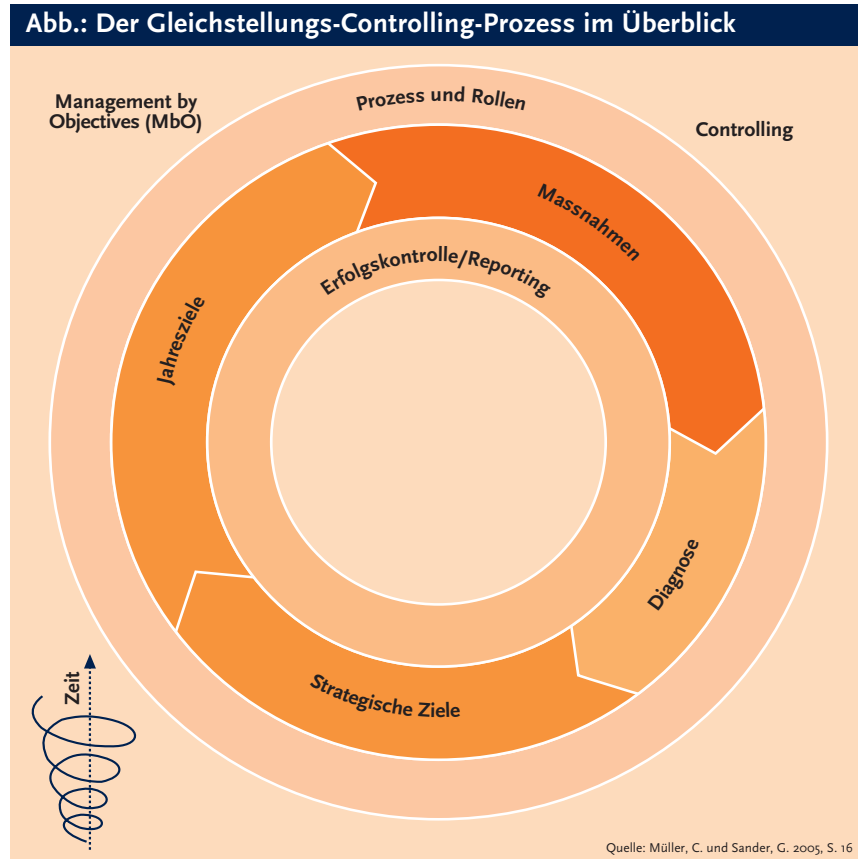 Abb.: Der Gleichstellungs-Controlling-Prozess im Überblick
Management by
Objectives (MbO)
Prozess und Rollen
Controlling
Massnahmen
Erfolgskontrolle/Reporting
Jahresziele
Diagnose
Strategische Ziele
Zeit
Quelle: Müller, C. und Sander, G. 2005, S. 16